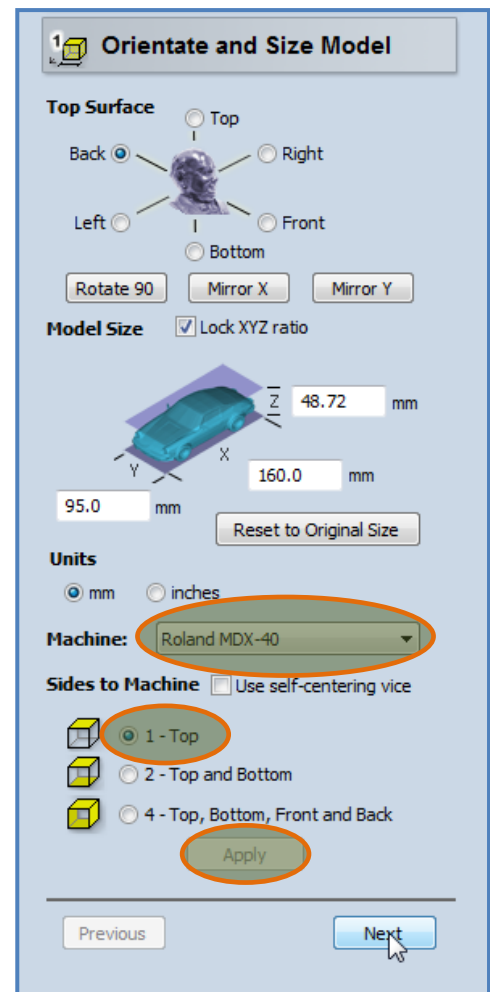 1 Orientate and Size Model
Top Surface
Top
Back
Right
Left
Front
Bottom
Rotate 90 Mirror X Mirror Y
Model Size Lock XYZ ratio
Z 48.72 mm
X
Y
160.0 mm
95.0 mm
Reset to Original Size
Units
mm inches
Machine: Roland MDX-40
Sides to Machine Use self-centering vice
1 - Top
2 - Top and Bottom
4 - Top, Bottom, Front and Back
Apply
Previous Next